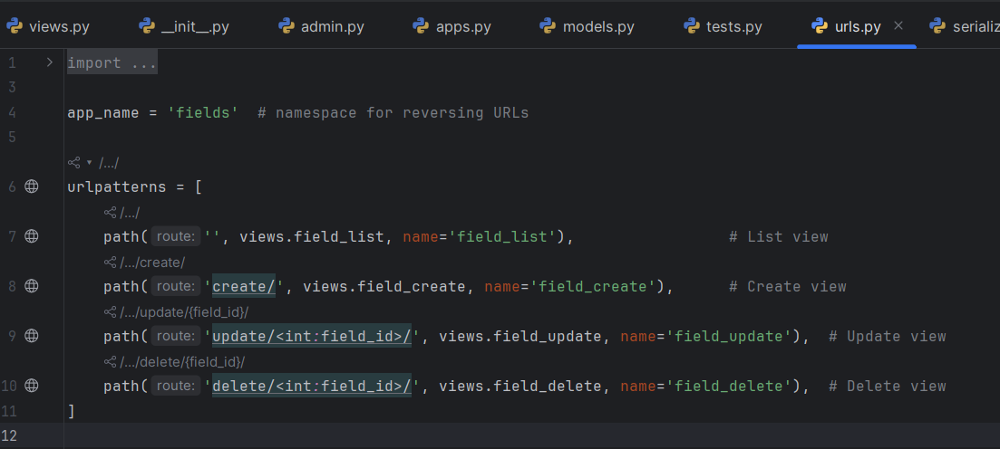 views.py __init__.py admin.py apps.py models.py tests.py urls.py serializ
1 import ...
3
4 app_name = 'fields'  # namespace for reversing URLs
5
/.../
6 urlpatterns = [
/.../
7 path( route: '', views.field_list, name='field_list'),                 # List view
/.../create/
8 path( route: 'create/', views.field_create, name='field_create'),      # Create view
/.../update/{field_id}/
9 path( route: 'update/<int:field_id>/', views.field_update, name='field_update'),  # Update view
/.../delete/{field_id}/
10 path( route: 'delete/<int:field_id>/', views.field_delete, name='field_delete'),  # Delete view
11 ]
12